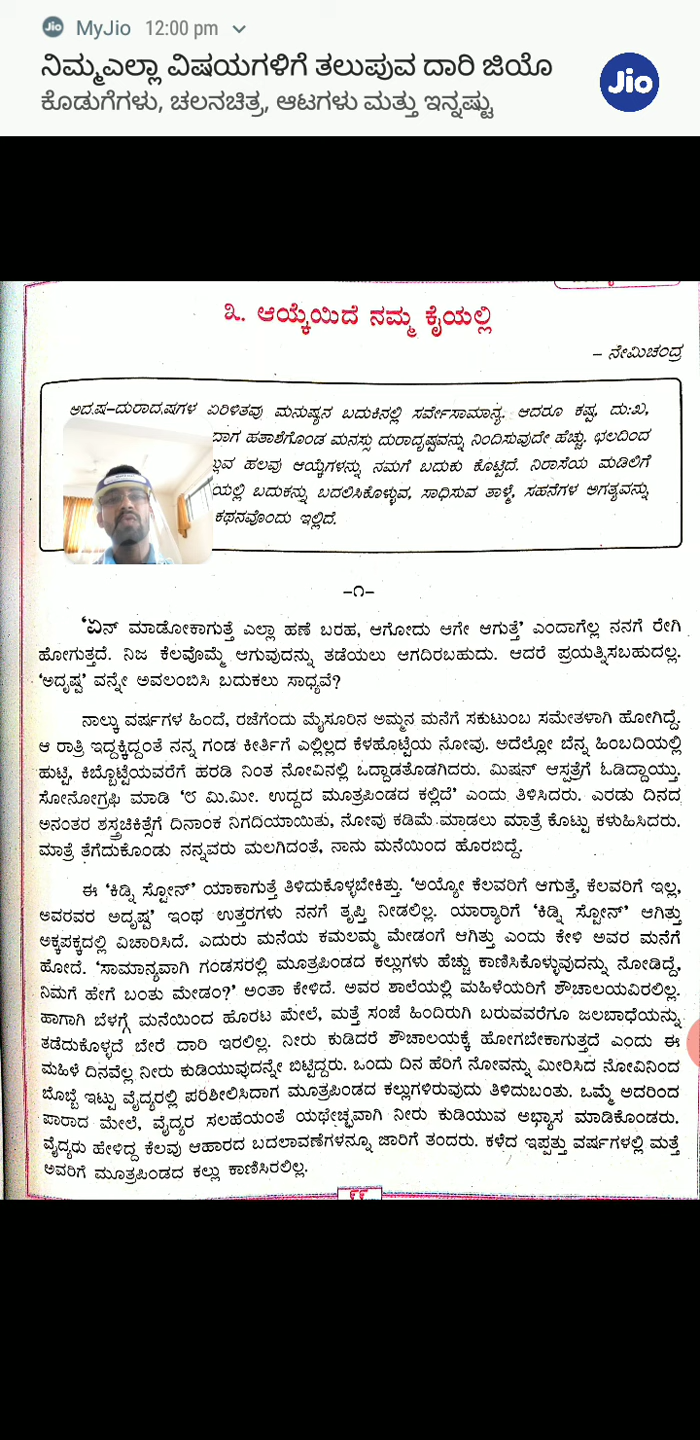 Jio MyJio 12:00 pm
ನಿಮ್ಮಎಲ್ಲಾ ವಿಷಯಗಳಿಗೆ ತಲುಪುವ ದಾರಿ ಜಿಯೊ
Jio
ಕೊಡುಗೆಗಳು, ಚಲನಚಿತ್ರ, ಆಟಗಳು ಮತ್ತು ಇನ್ನಷ್ಟು
೩. ಆಯ್ಕೆಯಿದೆ ನಮ್ಮ ಕೈಯಲ್ಲಿ
– ನೇಮಿಚಂದ್ರ
ಅದೃಷ್ಟ–ದುರಾದೃಷ್ಟಗಳ ಏರಿಳಿತವು ಮನುಷ್ಯನ ಬದುಕಿನಲ್ಲಿ ಸರ್ವೇಸಾಮಾನ್ಯ. ಆದರೂ ಕಷ್ಟ, ದುಃಖ,
ದಾಗ ಹತಾಶೆಗೊಂಡ ಮನಸ್ಸು ದುರಾದೃಷ್ಟವನ್ನು ನಿಂದಿಸುವುದೇ ಹೆಚ್ಚು. ಛಲದಿಂದ
ಹಲವು ಆಯ್ಕೆಗಳನ್ನು ನಮಗೆ ಬದುಕು ಕೊಟ್ಟಿದೆ. ನಿರಾಸೆಯ ಮಡಿಲಿಗೆ
ಯಲ್ಲಿ ಬದುಕನ್ನು ಬದಲಿಸಿಕೊಳ್ಳುವ, ಸಾಧಿಸುವ ತಾಳ್ಮೆ, ಸಹನೆಗಳ ಅಗತ್ಯವನ್ನು
ಕಥನವೊಂದು ಇಲ್ಲಿದೆ.
–೧–
‘ಏನ್ ಮಾಡೋಕಾಗುತ್ತೆ ಎಲ್ಲಾ ಹಣೆ ಬರಹ, ಆಗೋದು ಆಗೇ ಆಗುತ್ತೆ’ ಎಂದಾಗೆಲ್ಲ ನನಗೆ ರೇಗಿ
ಹೋಗುತ್ತದೆ. ನಿಜ ಕೆಲವೊಮ್ಮೆ ಆಗುವುದನ್ನು ತಡೆಯಲು ಆಗದಿರಬಹುದು. ಆದರೆ ಪ್ರಯತ್ನಿಸಬಹುದಲ್ಲ.
‘ಅದೃಷ್ಟ’ ವನ್ನೇ ಅವಲಂಬಿಸಿ ಬದುಕಲು ಸಾಧ್ಯವೆ?
ನಾಲ್ಕು ವರ್ಷಗಳ ಹಿಂದೆ, ರಜೆಗೆಂದು ಮೈಸೂರಿನ ಅಮ್ಮನ ಮನೆಗೆ ಸಕುಟುಂಬ ಸಮೇತಳಾಗಿ ಹೋಗಿದ್ದೆ.
ಆ ರಾತ್ರಿ ಇದ್ದಕ್ಕಿದ್ದಂತೆ ನನ್ನ ಗಂಡ ಕೀರ್ತಿಗೆ ಎಲ್ಲಿಲ್ಲದ ಕೆಳಹೊಟ್ಟೆಯ ನೋವು. ಅದೆಲ್ಲೋ ಬೆನ್ನ ಹಿಂಬದಿಯಲ್ಲಿ
ಹುಟ್ಟಿ, ಕಿಬ್ಬೊಟ್ಟೆಯವರೆಗೆ ಹರಡಿ ನಿಂತ ನೋವಿನಲ್ಲಿ ಒದ್ದಾಡತೊಡಗಿದರು. ಮಿಷನ್ ಆಸ್ಪತ್ರೆಗೆ ಓಡಿದ್ದಾಯ್ತು.
ಸೋನೋಗ್ರಫಿ ಮಾಡಿ ‘೮ ಮಿ.ಮೀ. ಉದ್ದದ ಮೂತ್ರಪಿಂಡದ ಕಲ್ಲಿದೆ’ ಎಂದು ತಿಳಿಸಿದರು. ಎರಡು ದಿನದ
ಅನಂತರ ಶಸ್ತ್ರಚಿಕಿತ್ಸೆಗೆ ದಿನಾಂಕ ನಿಗದಿಯಾಯಿತು, ನೋವು ಕಡಿಮೆ ಮಾಡಲು ಮಾತ್ರೆ ಕೊಟ್ಟು ಕಳುಹಿಸಿದರು.
ಮಾತ್ರೆ ತೆಗೆದುಕೊಂಡು ನನ್ನವರು ಮಲಗಿದಂತೆ, ನಾನು ಮನೆಯಿಂದ ಹೊರಬಿದ್ದೆ.
ಈ ‘ಕಿಡ್ನಿ ಸ್ಟೋನ್’ ಯಾಕಾಗುತ್ತೆ ತಿಳಿದುಕೊಳ್ಳಬೇಕಿತ್ತು. ‘ಅಯ್ಯೋ ಕೆಲವರಿಗೆ ಆಗುತ್ತೆ, ಕೆಲವರಿಗೆ ಇಲ್ಲ,
ಅವರವರ ಅದೃಷ್ಟ’ ಇಂಥ ಉತ್ತರಗಳು ನನಗೆ ತೃಪ್ತಿ ನೀಡಲಿಲ್ಲ. ಯಾರ್‍ಯಾರಿಗೆ ‘ಕಿಡ್ನಿ ಸ್ಟೋನ್’ ಆಗಿತ್ತು
ಅಕ್ಕಪಕ್ಕದಲ್ಲಿ ವಿಚಾರಿಸಿದೆ. ಎದುರು ಮನೆಯ ಕಮಲಮ್ಮ ಮೇಡಂಗೆ ಆಗಿತ್ತು ಎಂದು ಕೇಳಿ ಅವರ ಮನೆಗೆ
ಹೋದೆ. ‘ಸಾಮಾನ್ಯವಾಗಿ ಗಂಡಸರಲ್ಲಿ ಮೂತ್ರಪಿಂಡದ ಕಲ್ಲುಗಳು ಹೆಚ್ಚು ಕಾಣಿಸಿಕೊಳ್ಳುವುದನ್ನು ನೋಡಿದ್ದೆ,
ನಿಮಗೆ ಹೇಗೆ ಬಂತು ಮೇಡಂ?’ ಅಂತಾ ಕೇಳಿದೆ. ಅವರ ಶಾಲೆಯಲ್ಲಿ ಮಹಿಳೆಯರಿಗೆ ಶೌಚಾಲಯವಿರಲಿಲ್ಲ.
ಹಾಗಾಗಿ ಬೆಳಗ್ಗೆ ಮನೆಯಿಂದ ಹೊರಟ ಮೇಲೆ, ಮತ್ತೆ ಸಂಜೆ ಹಿಂದಿರುಗಿ ಬರುವವರೆಗೂ ಜಲಬಾಧೆಯನ್ನು
ತಡೆದುಕೊಳ್ಳದೆ ಬೇರೆ ದಾರಿ ಇರಲಿಲ್ಲ. ನೀರು ಕುಡಿದರೆ ಶೌಚಾಲಯಕ್ಕೆ ಹೋಗಬೇಕಾಗುತ್ತದೆ ಎಂದು ಈ
ಮಹಿಳೆ ದಿನವೆಲ್ಲ ನೀರು ಕುಡಿಯುವುದನ್ನೇ ಬಿಟ್ಟಿದ್ದರು. ಒಂದು ದಿನ ಹೆರಿಗೆ ನೋವನ್ನು ಮೀರಿಸಿದ ನೋವಿನಿಂದ
ಬೊಬ್ಬೆ ಇಟ್ಟು ವೈದ್ಯರಲ್ಲಿ ಪರಿಶೀಲಿಸಿದಾಗ ಮೂತ್ರಪಿಂಡದ ಕಲ್ಲುಗಳಿರುವುದು ತಿಳಿದುಬಂತು. ಒಮ್ಮೆ ಅದರಿಂದ
ಪಾರಾದ ಮೇಲೆ, ವೈದ್ಯರ ಸಲಹೆಯಂತೆ ಯಥೇಚ್ಛವಾಗಿ ನೀರು ಕುಡಿಯುವ ಅಭ್ಯಾಸ ಮಾಡಿಕೊಂಡರು.
ವೈದ್ಯರು ಹೇಳಿದ್ದ ಕೆಲವು ಆಹಾರದ ಬದಲಾವಣೆಗಳನ್ನೂ ಜಾರಿಗೆ ತಂದರು. ಕಳೆದ ಇಪ್ಪತ್ತು ವರ್ಷಗಳಲ್ಲಿ ಮತ್ತೆ
ಅವರಿಗೆ ಮೂತ್ರಪಿಂಡದ ಕಲ್ಲು ಕಾಣಿಸಿರಲಿಲ್ಲ.